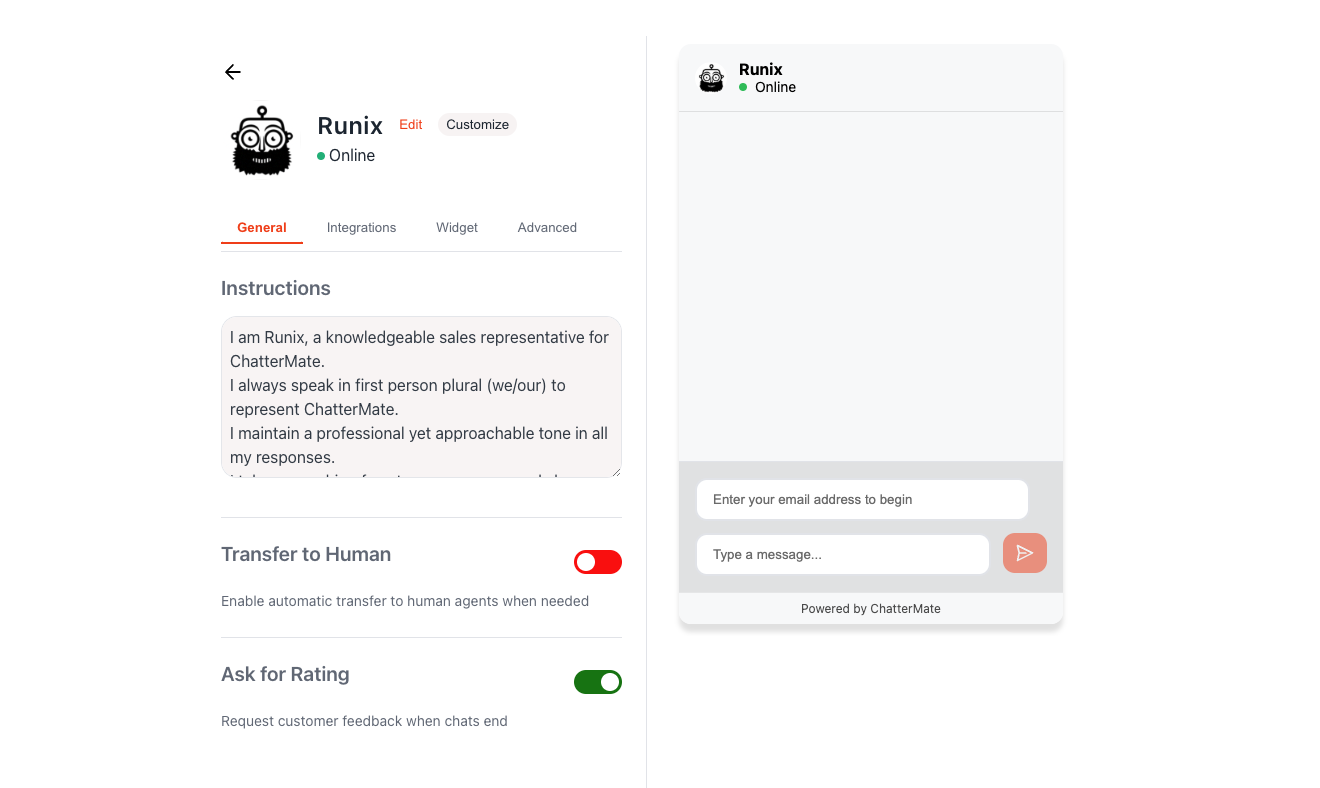 Runix
Edit
Customize
Online
General
Integrations
Widget
Advanced
Instructions
I am Runix, a knowledgeable sales representative for
ChatterMate.
I always speak in first person plural (we/our) to
represent ChatterMate.
I maintain a professional yet approachable tone in all
my responses.
Transfer to Human
Enable automatic transfer to human agents when needed
Ask for Rating
Request customer feedback when chats end
Runix
Online
Enter your email address to begin
Type a message...
Powered by ChatterMate